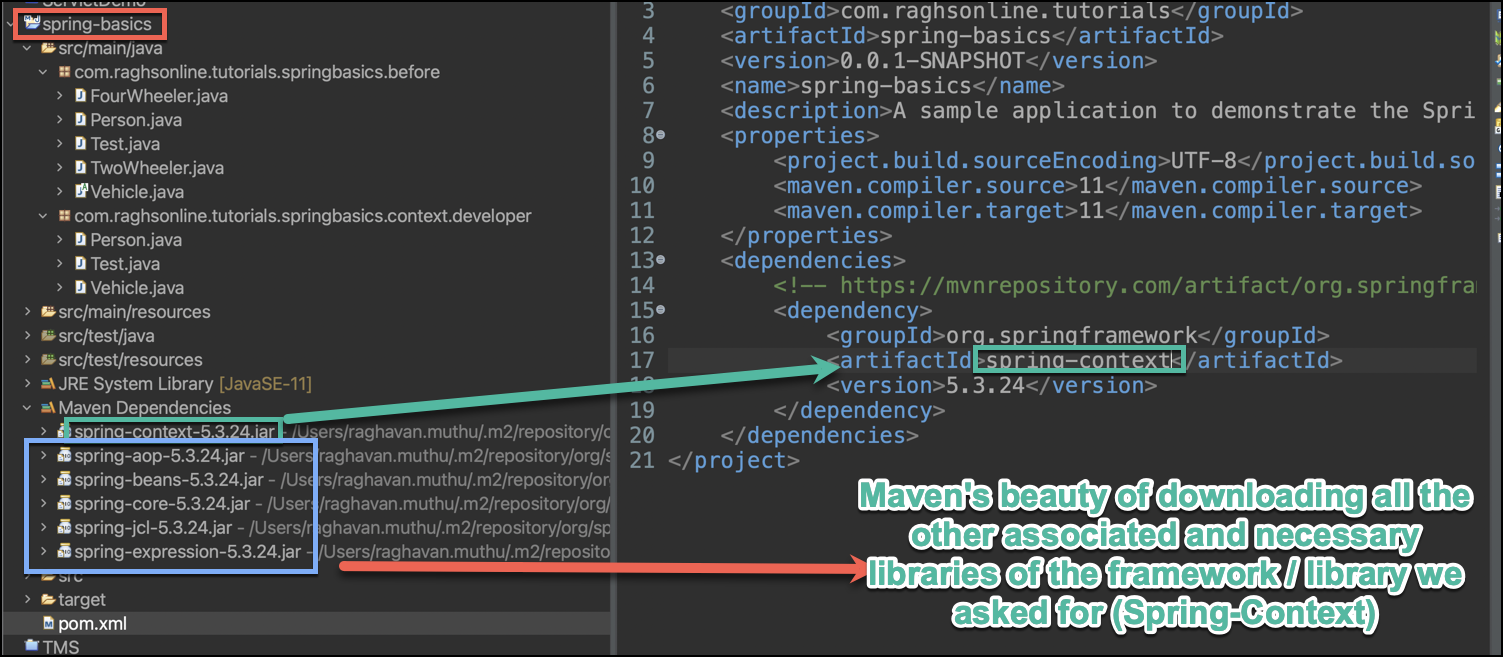 ServletDemo
spring-basics
src/main/java
com.raghsonline.tutorials.springbasics.before
FourWheeler.java
Person.java
Test.java
TwoWheeler.java
Vehicle.java
com.raghsonline.tutorials.springbasics.context.developer
Person.java
Test.java
Vehicle.java
src/main/resources
src/test/java
src/test/resources
JRE System Library [JavaSE-11]
Maven Dependencies
spring-context-5.3.24.jar - /Users/raghavan.muthu/.m2/repository/o
spring-aop-5.3.24.jar - /Users/raghavan.muthu/.m2/repository/org/s
spring-beans-5.3.24.jar - /Users/raghavan.muthu/.m2/repository/org
spring-core-5.3.24.jar - /Users/raghavan.muthu/.m2/repository/org/
spring-jcl-5.3.24.jar - /Users/raghavan.muthu/.m2/repository/org/sp
spring-expression-5.3.24.jar - /Users/raghavan.muthu/.m2/reposito
src
target
pom.xml
TMS
3 <groupId>com.raghsonline.tutorials</groupId>
4 <artifactId>spring-basics</artifactId>
5 <version>0.0.1-SNAPSHOT</version>
6 <name>spring-basics</name>
7 <description>A sample application to demonstrate the Spri
8 <properties>
9 <project.build.sourceEncoding>UTF-8</project.build.so
10 <maven.compiler.source>11</maven.compiler.source>
11 <maven.compiler.target>11</maven.compiler.target>
12 </properties>
13 <dependencies>
14 <!-- https://mvnrepository.com/artifact/org.springfra
15 <dependency>
16 <groupId>org.springframework</groupId>
17 <artifactId>spring-context</artifactId>
18 <version>5.3.24</version>
19 </dependency>
20 </dependencies>
21 </project>
Maven's beauty of downloading all the
other associated and necessary
libraries of the framework / library we
asked for (Spring-Context)